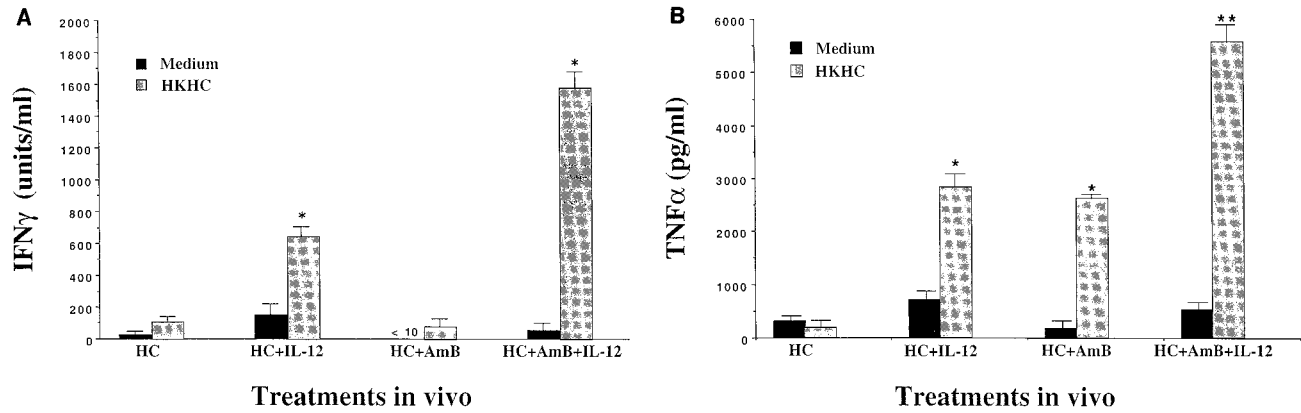 A
IFNγ (units/ml)
2000
1800
1600
1400
1200
1000
800
600
400
200
0
Medium
HKHC
*
< 10
*
HC
HC+IL-12
HC+AmB
HC+AmB+IL-12
Treatments in vivo
B
TNFα (pg/ml)
6000
5000
4000
3000
2000
1000
0
Medium
HKHC
*
*
**
HC
HC+IL-12
HC+AmB
HC+AmB+IL-12
Treatments in vivo